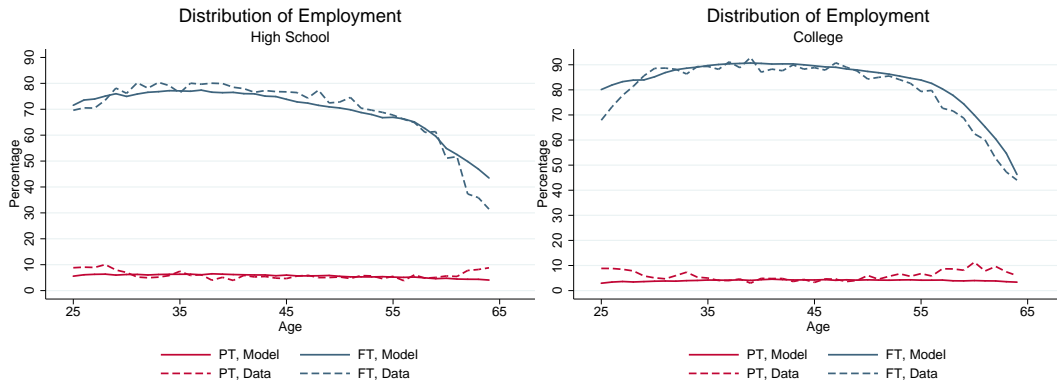 Distribution of Employment
High School
Percentage
90
80
70
60
50
40
30
20
10
0
25 35 45 55 65
Age
PT, Model FT, Model
PT, Data FT, Data
Distribution of Employment
College
Percentage
90
80
70
60
50
40
30
20
10
0
25 35 45 55 65
Age
PT, Model FT, Model
PT, Data FT, Data